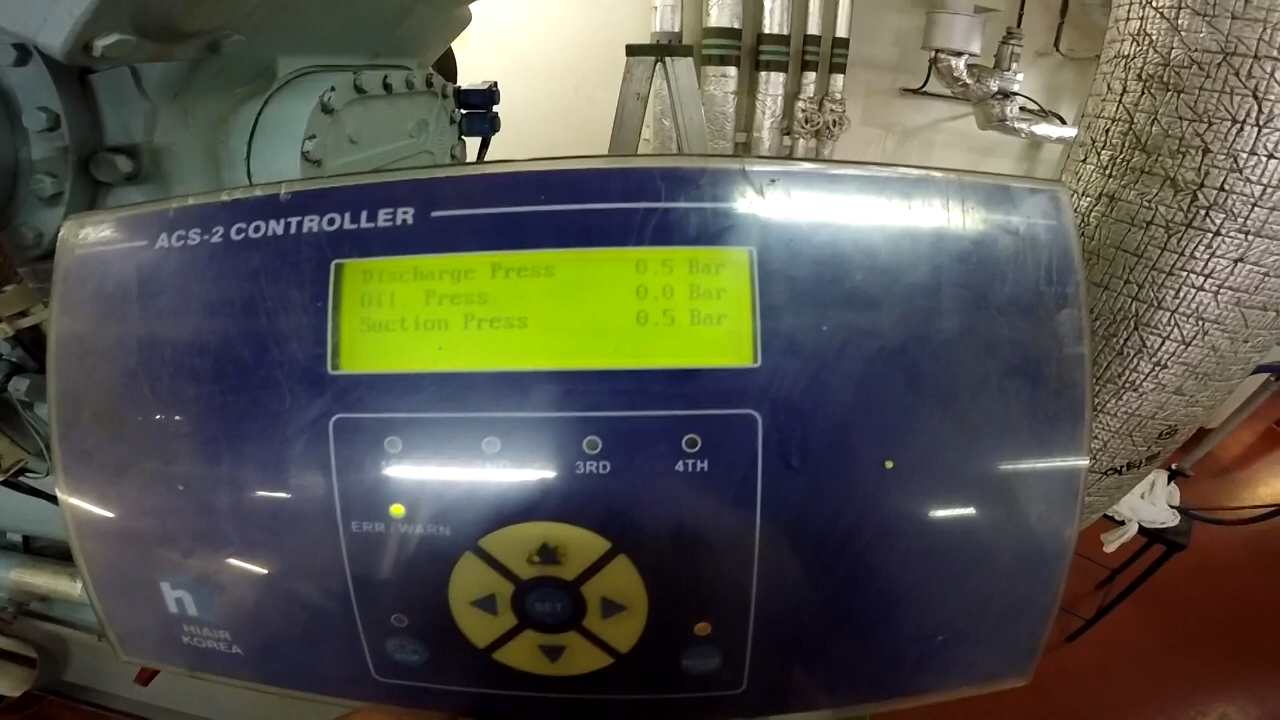 ACS-2 CONTROLLER
Discharge Press 0.5 Bar
Oil Press 0.0 Bar
Suction Press 0.5 Bar
3RD 4TH
ERR / WARN
SET
HIAIR
KOREA